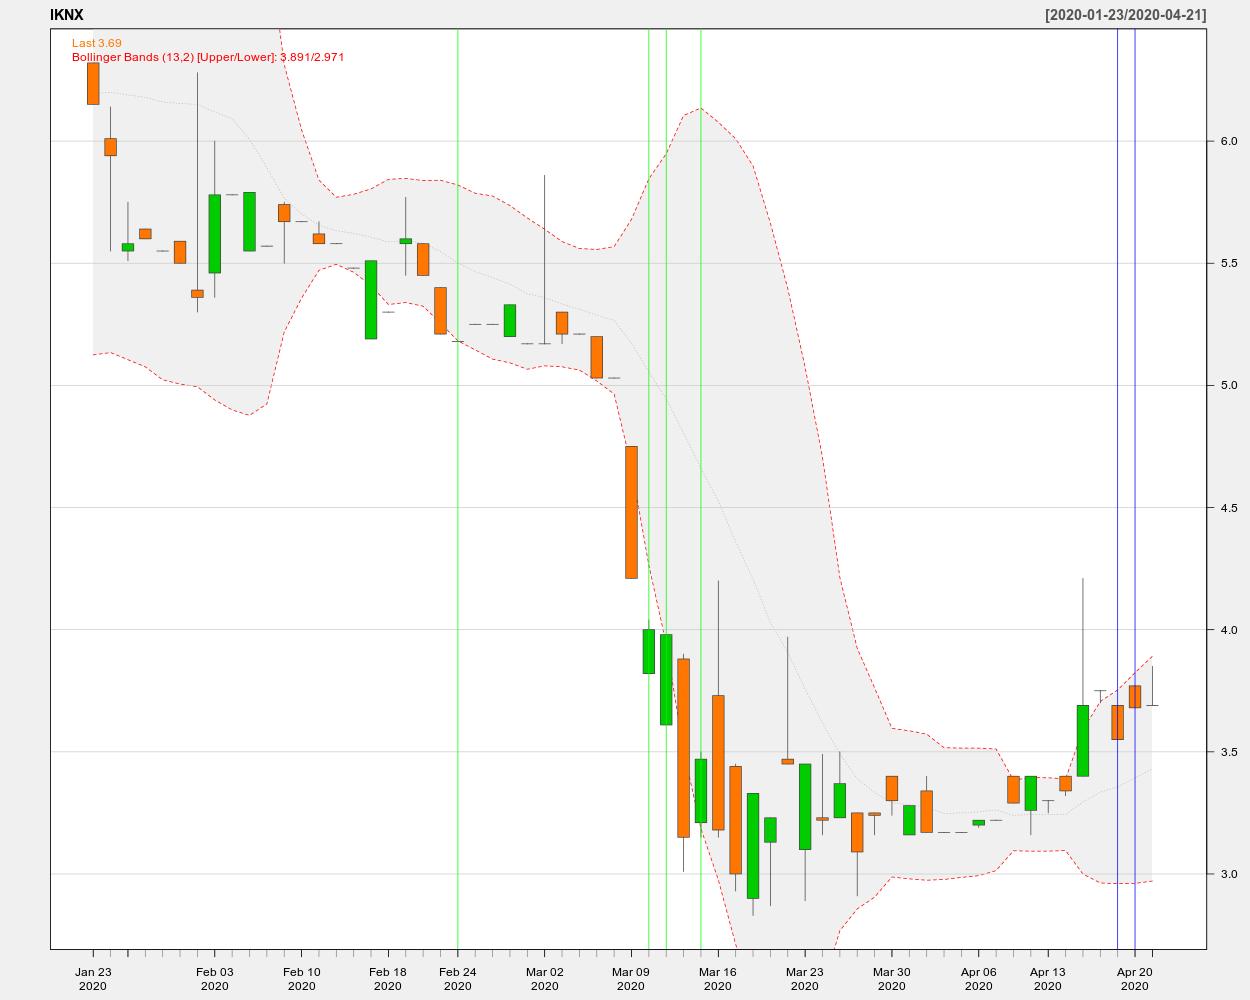 IKNX
[2020-01-23/2020-04-21]
Last 3.69
Bollinger Bands (13,2) [Upper/Lower]: 3.891/2.971
6.0
5.5
5.0
4.5
4.0
3.5
3.0
Jan 23 Feb 03 Feb 10 Feb 18 Feb 24 Mar 02 Mar 09 Mar 16 Mar 23 Mar 30 Apr 06 Apr 13 Apr 20
2020 2020 2020 2020 2020 2020 2020 2020 2020 2020 2020 2020 2020